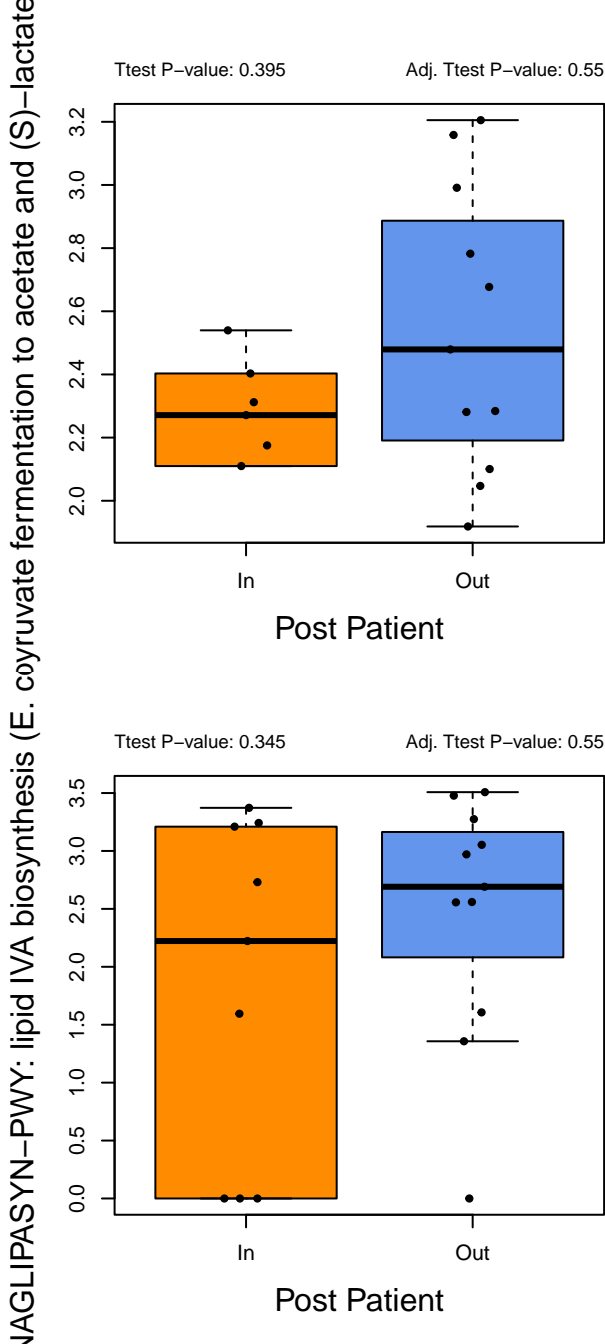 Ttest P−value: 0.395
Adj. Ttest P−value: 0.55
yruvate fermentation to acetate and (S)−lactate
3.2
3.0
2.8
2.6
2.4
2.2
2.0
In
Out
Post Patient
Ttest P−value: 0.345
Adj. Ttest P−value: 0.55
NAGLIPASYN−PWY: lipid IVA biosynthesis (E. co
3.5
3.0
2.5
2.0
1.5
1.0
0.5
0.0
In
Out
Post Patient